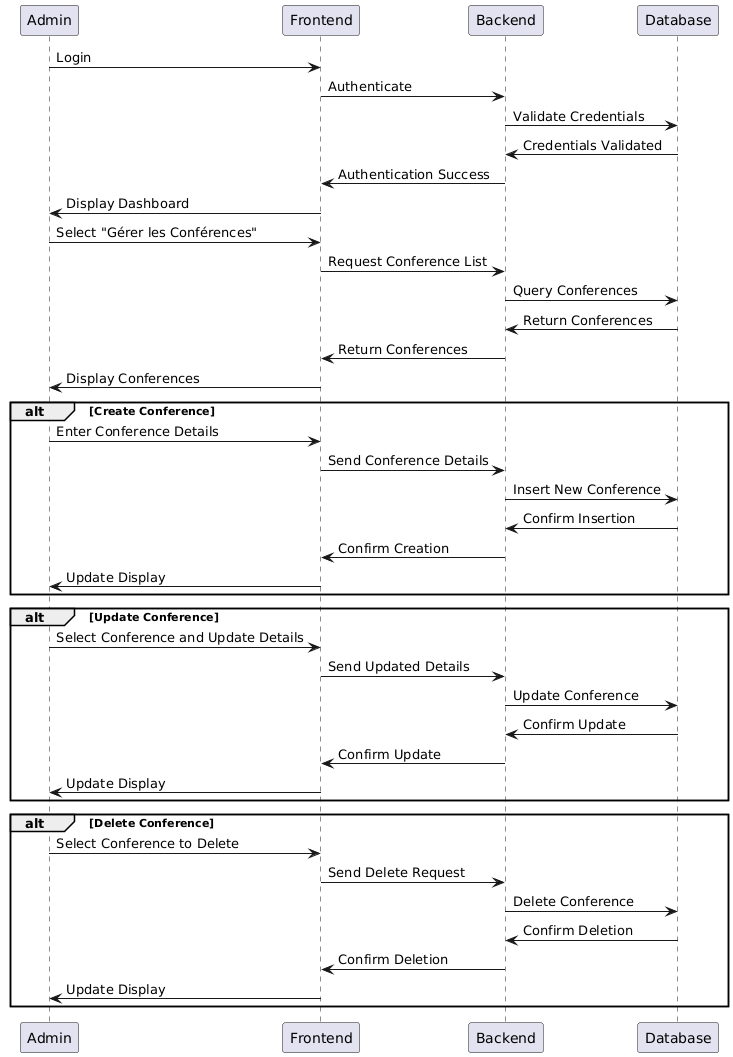 Admin Frontend Backend Database
Login
Authenticate
Validate Credentials
Credentials Validated
Authentication Success
Display Dashboard
Select "Gérer les Conférences"
Request Conference List
Query Conferences
Return Conferences
Return Conferences
Display Conferences
alt [Create Conference]
Enter Conference Details
Send Conference Details
Insert New Conference
Confirm Insertion
Confirm Creation
Update Display
alt [Update Conference]
Select Conference and Update Details
Send Updated Details
Update Conference
Confirm Update
Confirm Update
Update Display
alt [Delete Conference]
Select Conference to Delete
Send Delete Request
Delete Conference
Confirm Deletion
Confirm Deletion
Update Display
Admin Frontend Backend Database